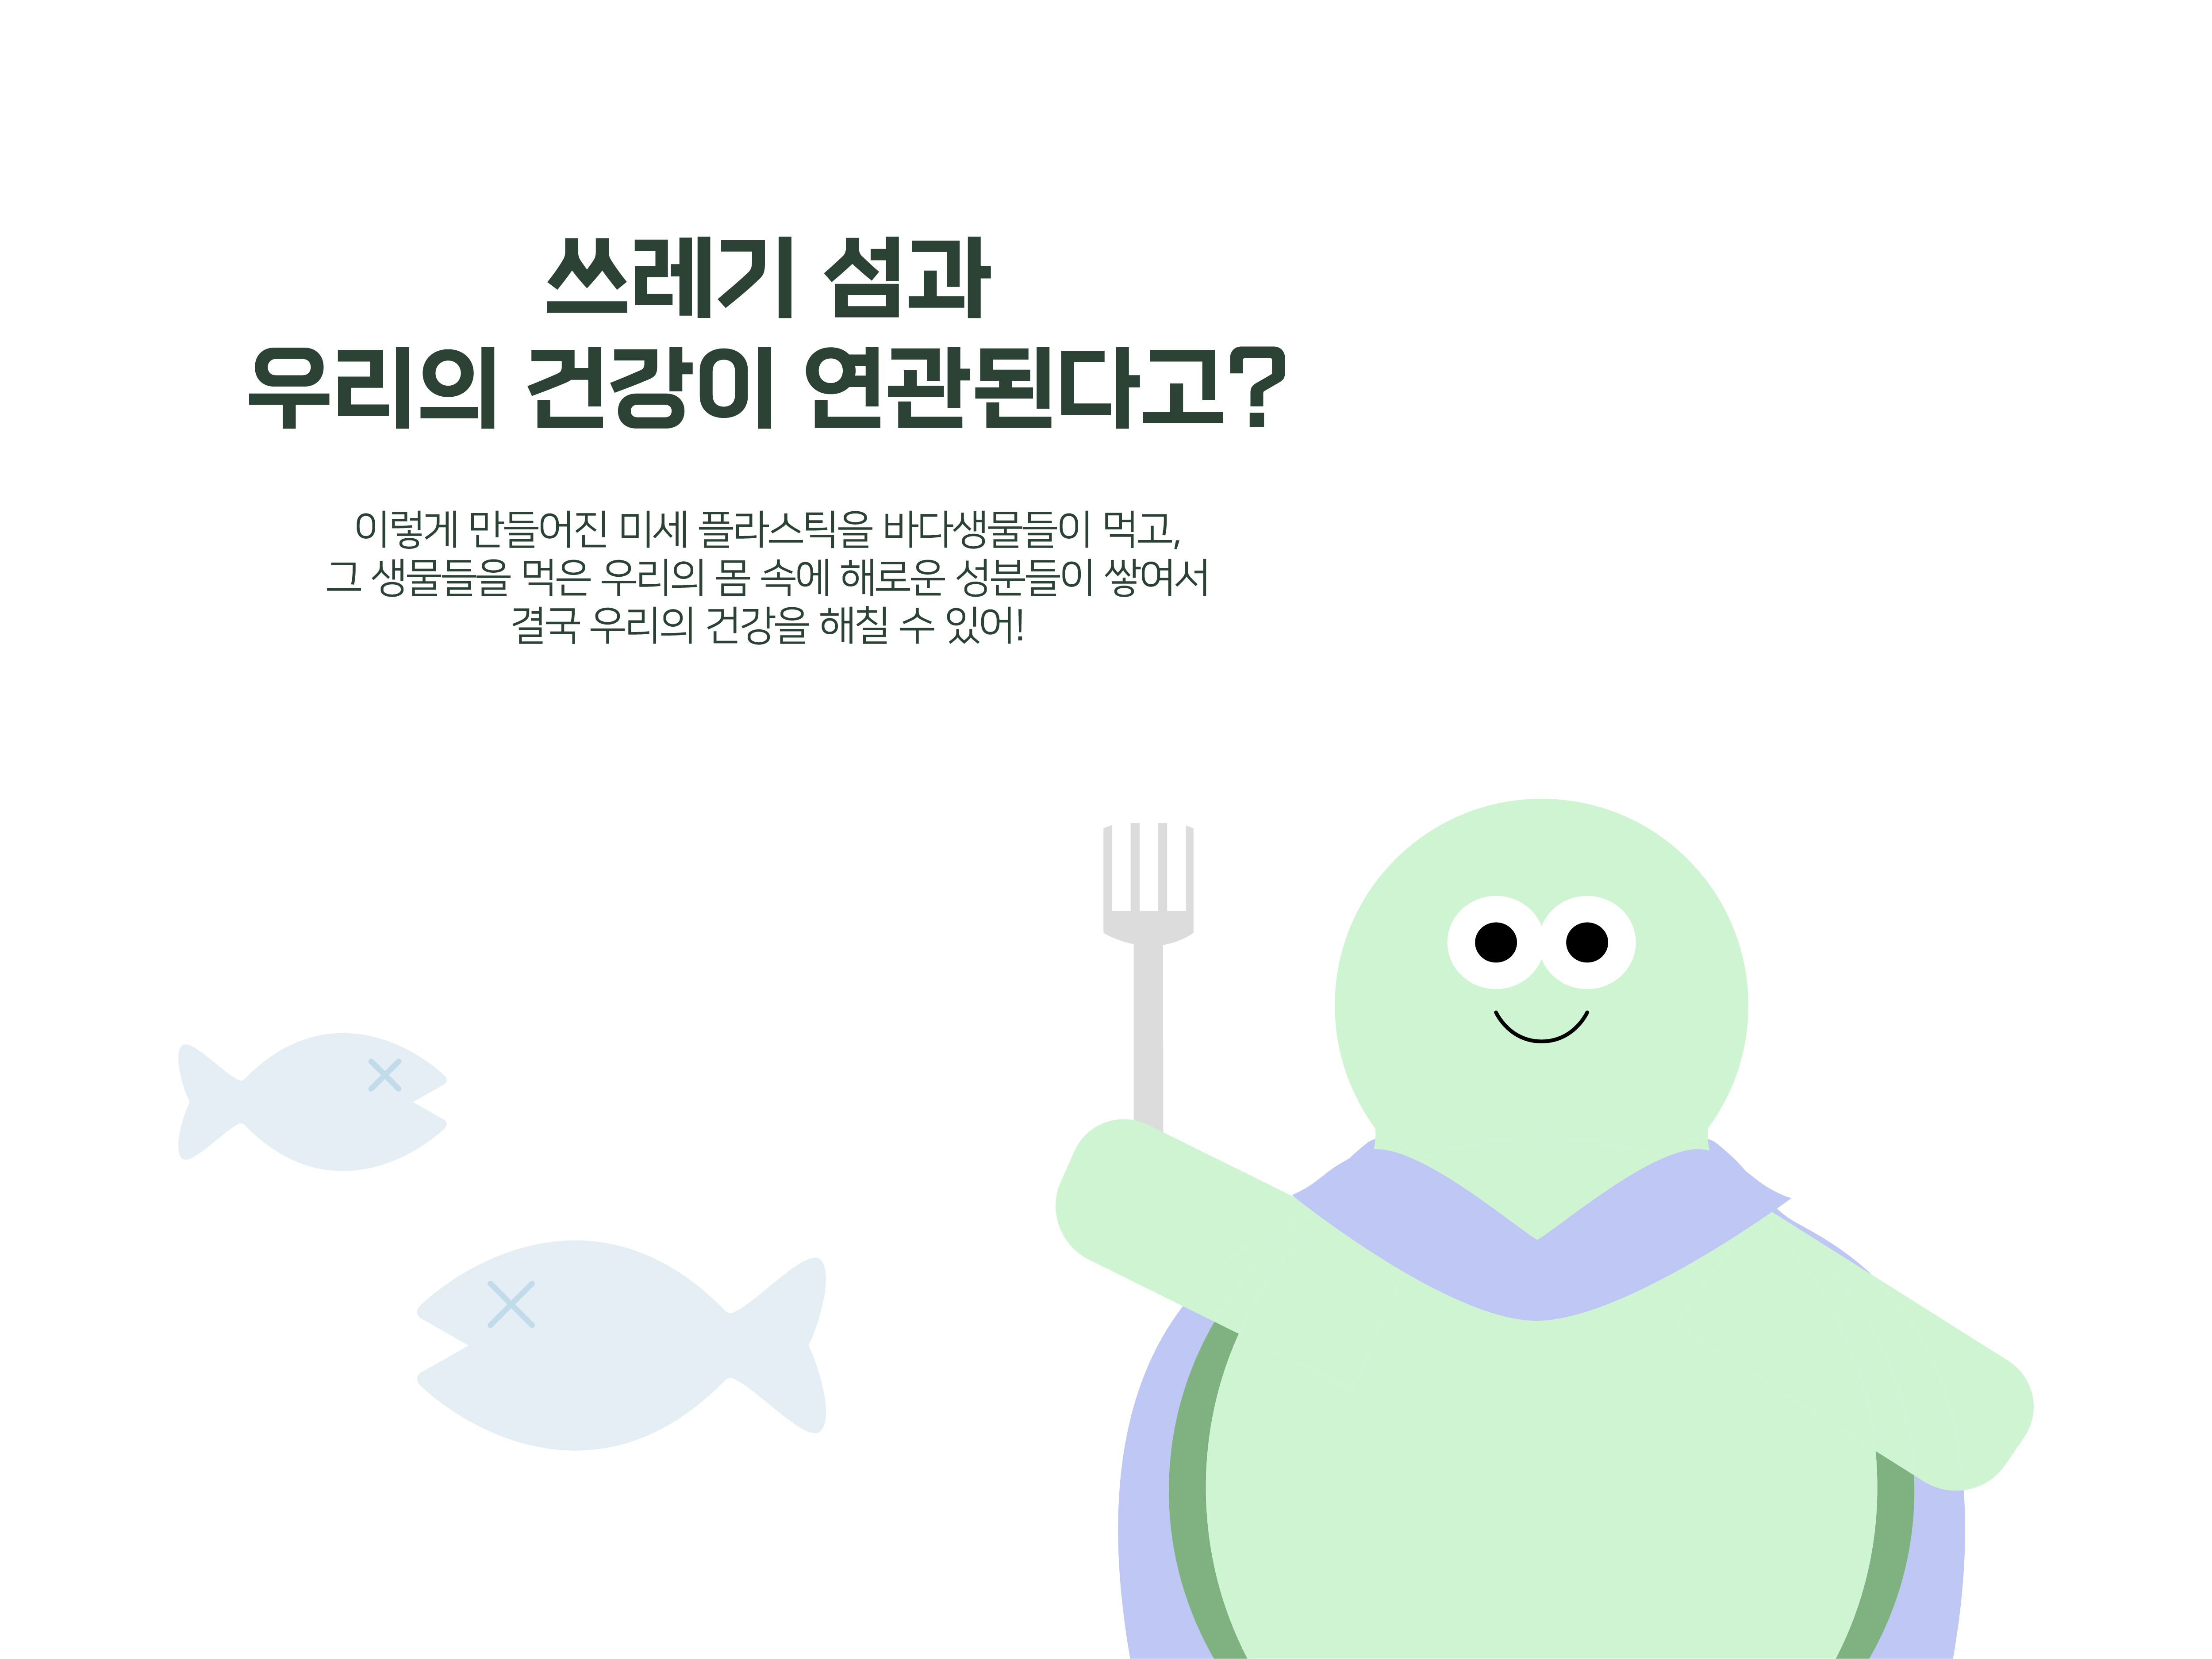 쓰레기 섬과
우리의 건강이 연관된다고?
이렇게 만들어진 미세 플라스틱을 바다생물들이 먹고,
그 생물들을 먹은 우리의 몸 속에 해로운 성분들이 쌓여서
결국 우리의 건강을 해칠 수 있어!